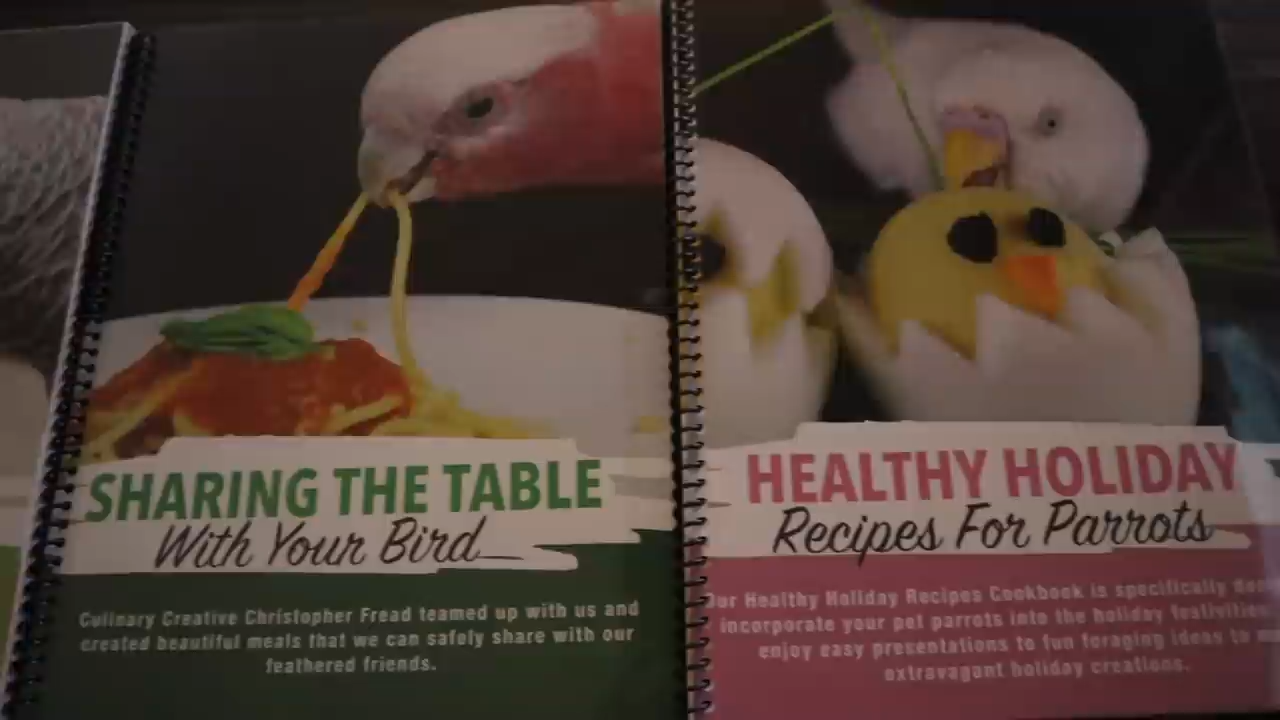 SHARING THE TABLE
With Your Bird
Culinary Creative Christopher Fread teamed up with us and
created beautiful meals that we can safely share with our
feathered friends.
HEALTHY HOLIDAY
Recipes For Parrots
Healthy Holiday Recipes Cookbook is specifically
incorporate your pet parrots into the holiday
enjoy easy presentations to fun foraging ideas to
extravagant holiday creations.